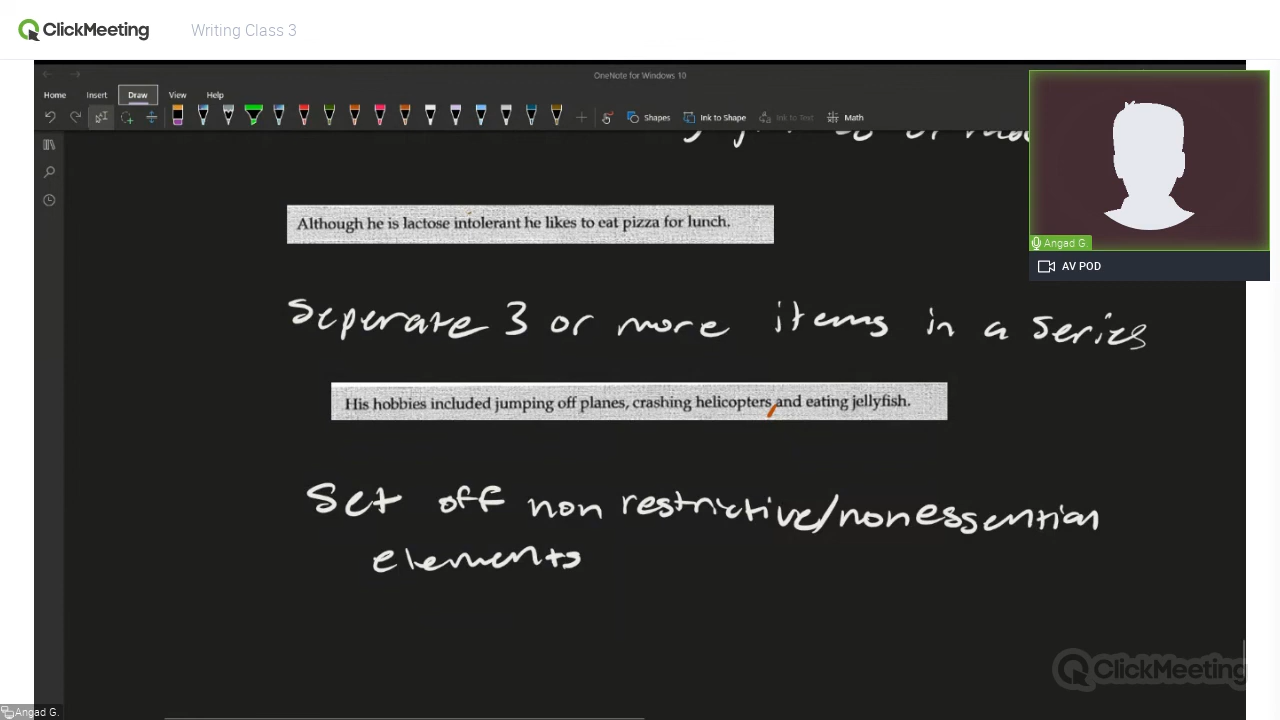 ClickMeeting
Writing Class 3
OneNote for Windows 10
Home Insert Draw View Help
Shapes Ink to Shape Ink to Text Math
Although he is lactose intolerant he likes to eat pizza for lunch.
Seperate 3 or more items in a series
His hobbies included jumping off planes, crashing helicopters, and eating jellyfish.
Set off non restrictive/nonessential
elements
Angad G.
AV POD
ClickMeeting
Angad G.